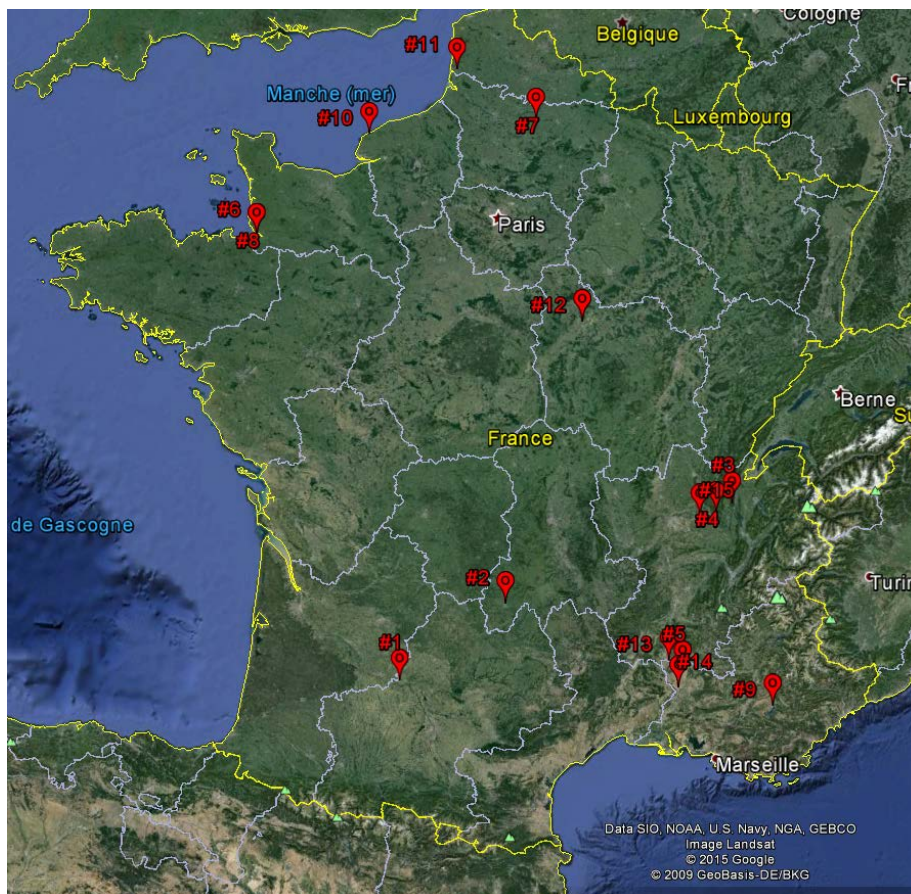 Cologne
Belgique
#11
Manche (mer)
#10
#7
Luxembourg
#6
#8
Paris
#12
Berne
France
#3
#4
de Gascogne
#2
Turin
#1
#13
#5
#14
#9
Marseille
Data SIO, NOAA, U.S. Navy, NGA, GEBCO
Image Landsat
© 2015 Google
© 2009 GeoBasis-DE/BKG